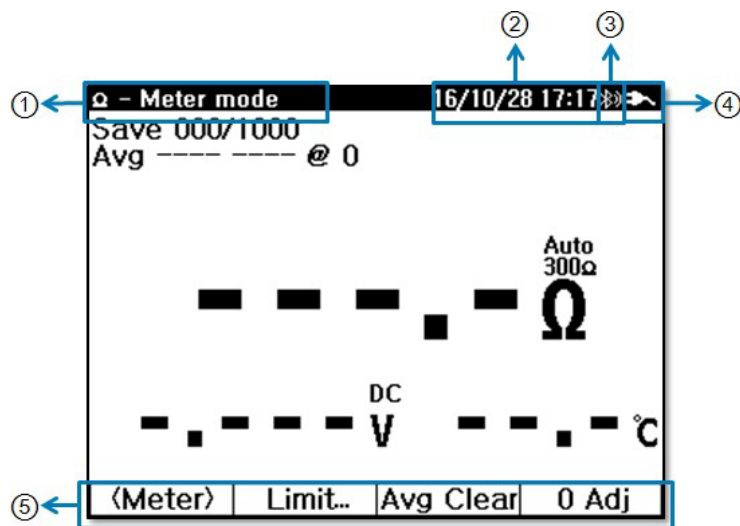 ② ③
① Ω - Meter mode 16/10/28 17:17 ④
Save 000/1000
Avg ---- ---- @ 0
Auto
300Ω
- - - . - Ω
DC
- . - - - V - - . - °C
⑤ 〈Meter〉 Limit… Avg Clear 0 Adj